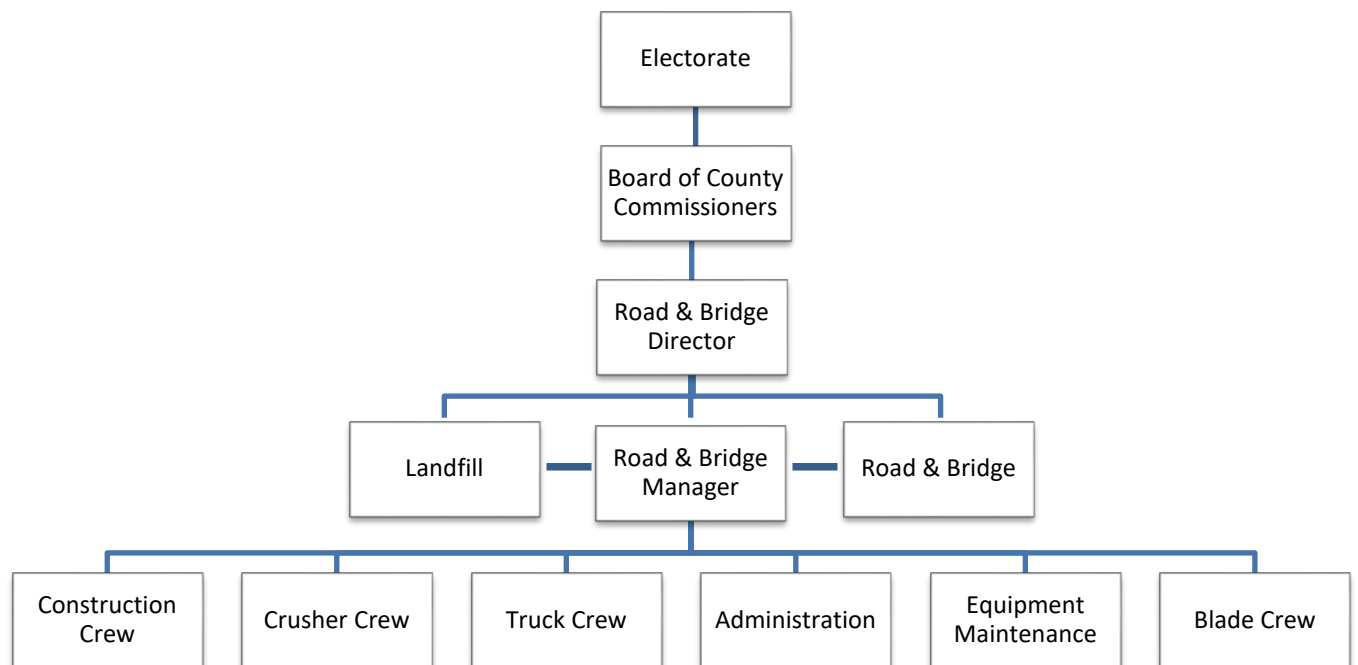 Electorate
Board of County
Commissioners
Road & Bridge
Director
Landfill
Road & Bridge
Manager
Road & Bridge
Construction
Crew
Crusher Crew
Truck Crew
Administration
Equipment
Maintenance
Blade Crew